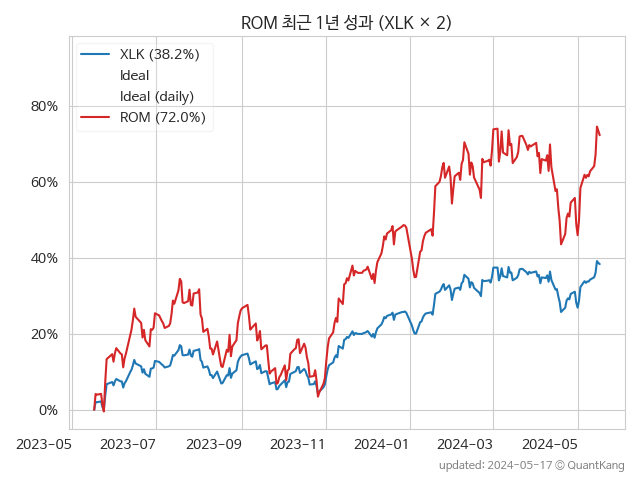 ROM 최근 1년 성과 (XLK × 2)
XLK (38.2%)
Ideal
Ideal (daily)
ROM (72.0%)
80%
60%
40%
20%
0%
2023-05 2023-07 2023-09 2023-11 2024-01 2024-03 2024-05
updated: 2024-05-17 © QuantKang